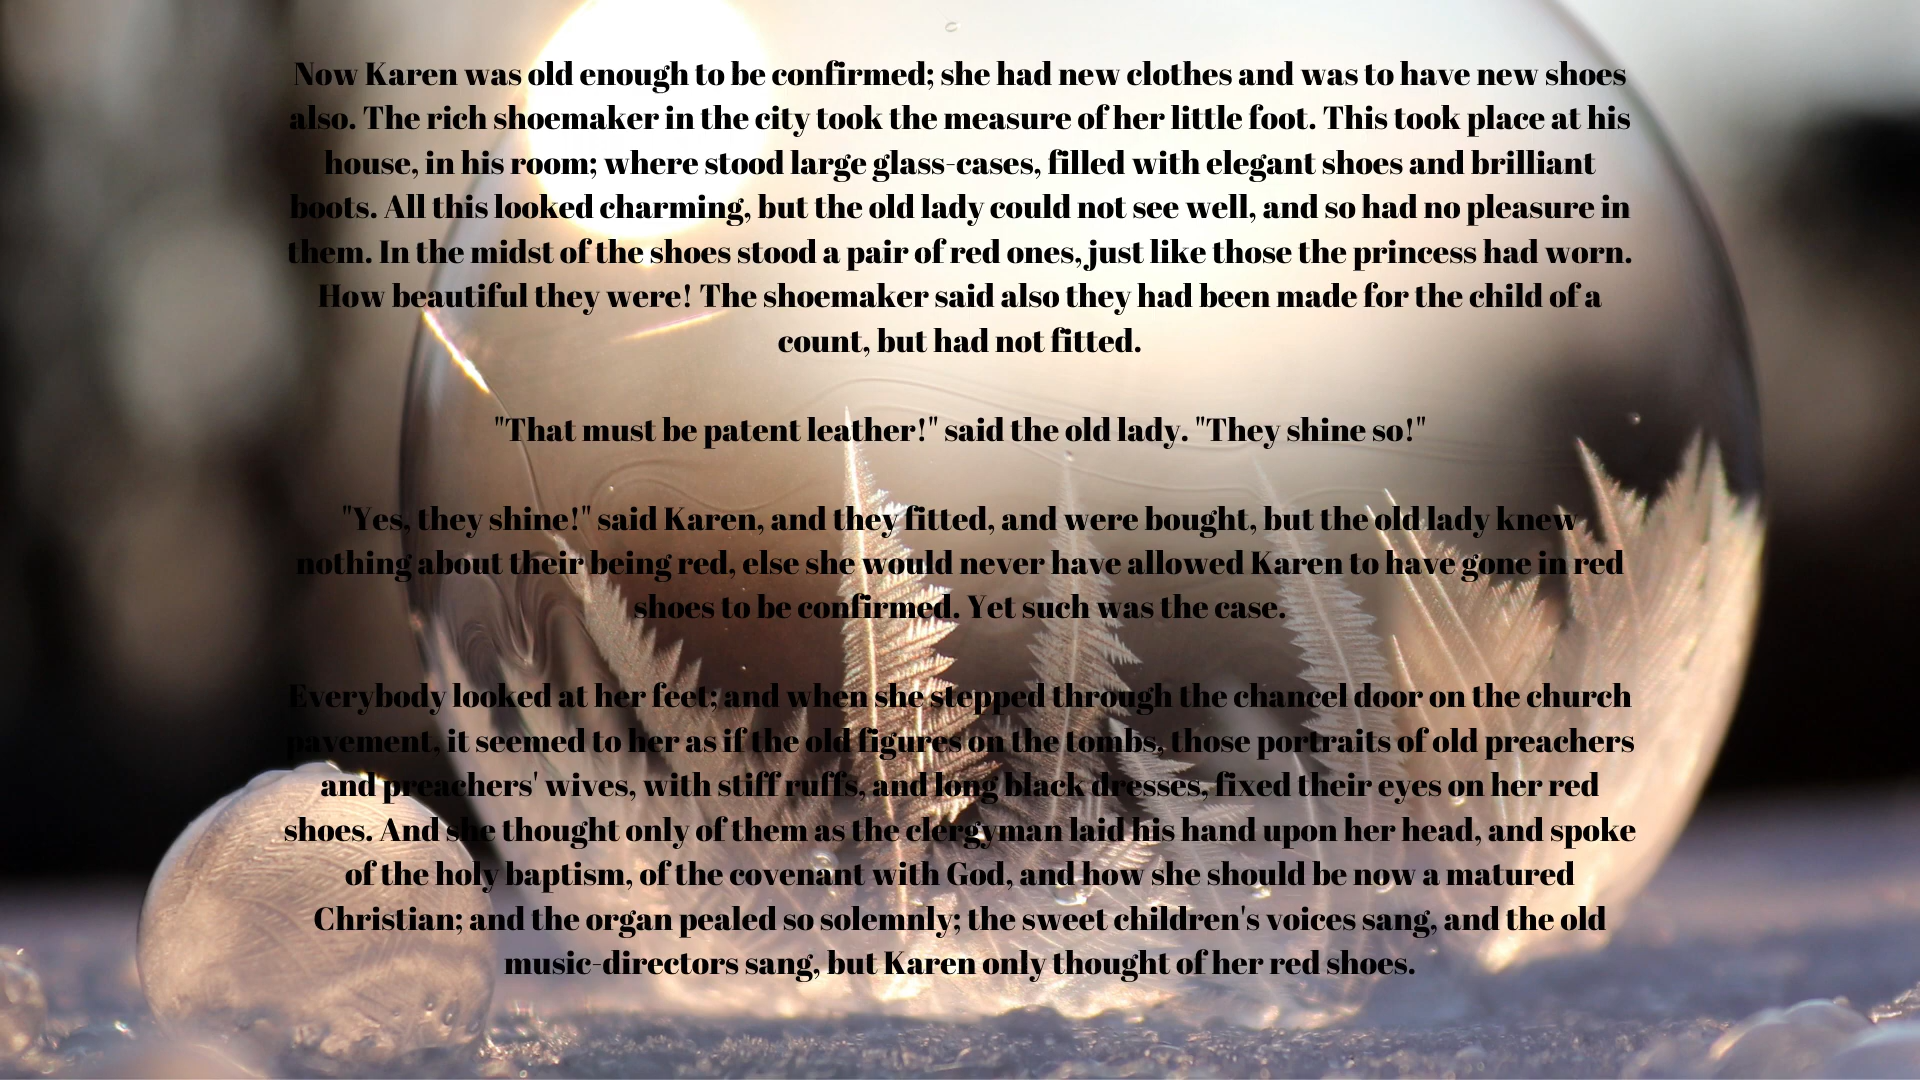 Now Karen was old enough to be confirmed; she had new clothes and was to have new shoes
also. The rich shoemaker in the city took the measure of her little foot. This took place at his
house, in his room; where stood large glass-cases, filled with elegant shoes and brilliant
boots. All this looked charming, but the old lady could not see well, and so had no pleasure in
them. In the midst of the shoes stood a pair of red ones, just like those the princess had worn.
How beautiful they were! The shoemaker said also they had been made for the child of a
count, but had not fitted.
"That must be patent leather!" said the old lady. "They shine so!"
"Yes, they shine!" said Karen, and they fitted, and were bought, but the old lady knew
nothing about their being red, else she would never have allowed Karen to have gone in red
shoes to be confirmed. Yet such was the case.
Everybody looked at her feet; and when she stepped through the chancel door on the church
pavement, it seemed to her as if the old figures on the tombs, those portraits of old preachers
and preachers' wives, with stiff ruffs, and long black dresses, fixed their eyes on her red
shoes. And she thought only of them as the clergyman laid his hand upon her head, and spoke
of the holy baptism, of the covenant with God, and how she should be now a matured
Christian; and the organ pealed so solemnly; the sweet children's voices sang, and the old
music-directors sang, but Karen only thought of her red shoes.